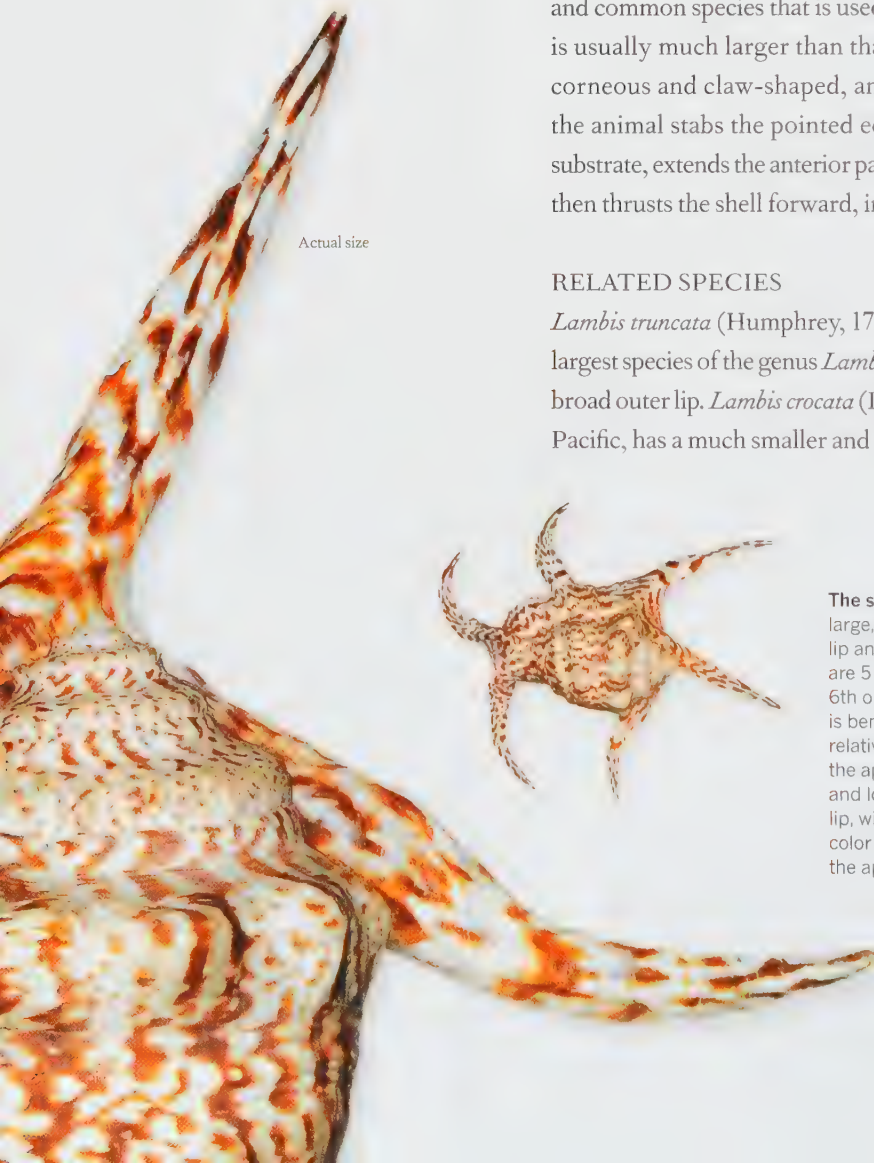 and common species that is used
is usually much larger than tha
corneous and claw-shaped, an
the animal stabs the pointed e
substrate, extends the anterior pa
then thrusts the shell forward, in
Actual size
RELATED SPECIES
Lambis truncata (Humphrey, 17
largest species of the genus Lamb
broad outer lip. Lambis crocata (
Pacific, has a much smaller and
The s
large,
lip an
are 5
6th o
is ben
relativ
the ap
and lo
lip, w
color
the ap